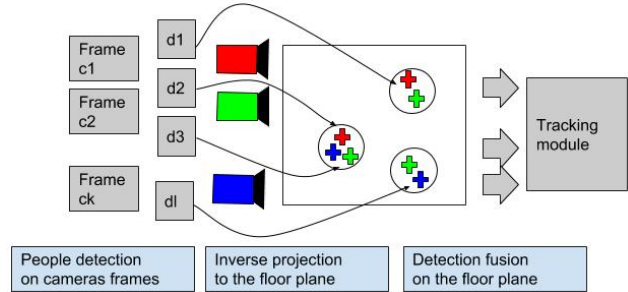 Frame
c1
Frame
c2
Frame
ck
d1
d2
d3
dl
Tracking
module
People detection
on cameras frames
Inverse projection
to the floor plane
Detection fusion
on the floor plane